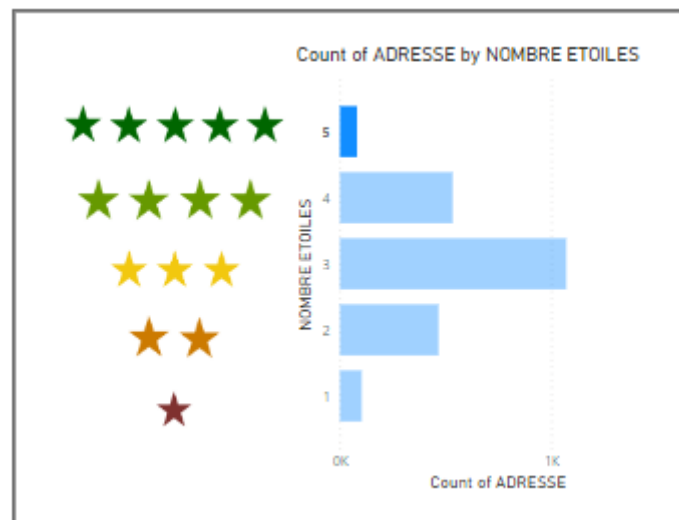 Count of ADRESSE by NOMBRE ETOILES
NOMBRE ETOILES
5
4
3
2
1
0K
1K
Count of ADRESSE